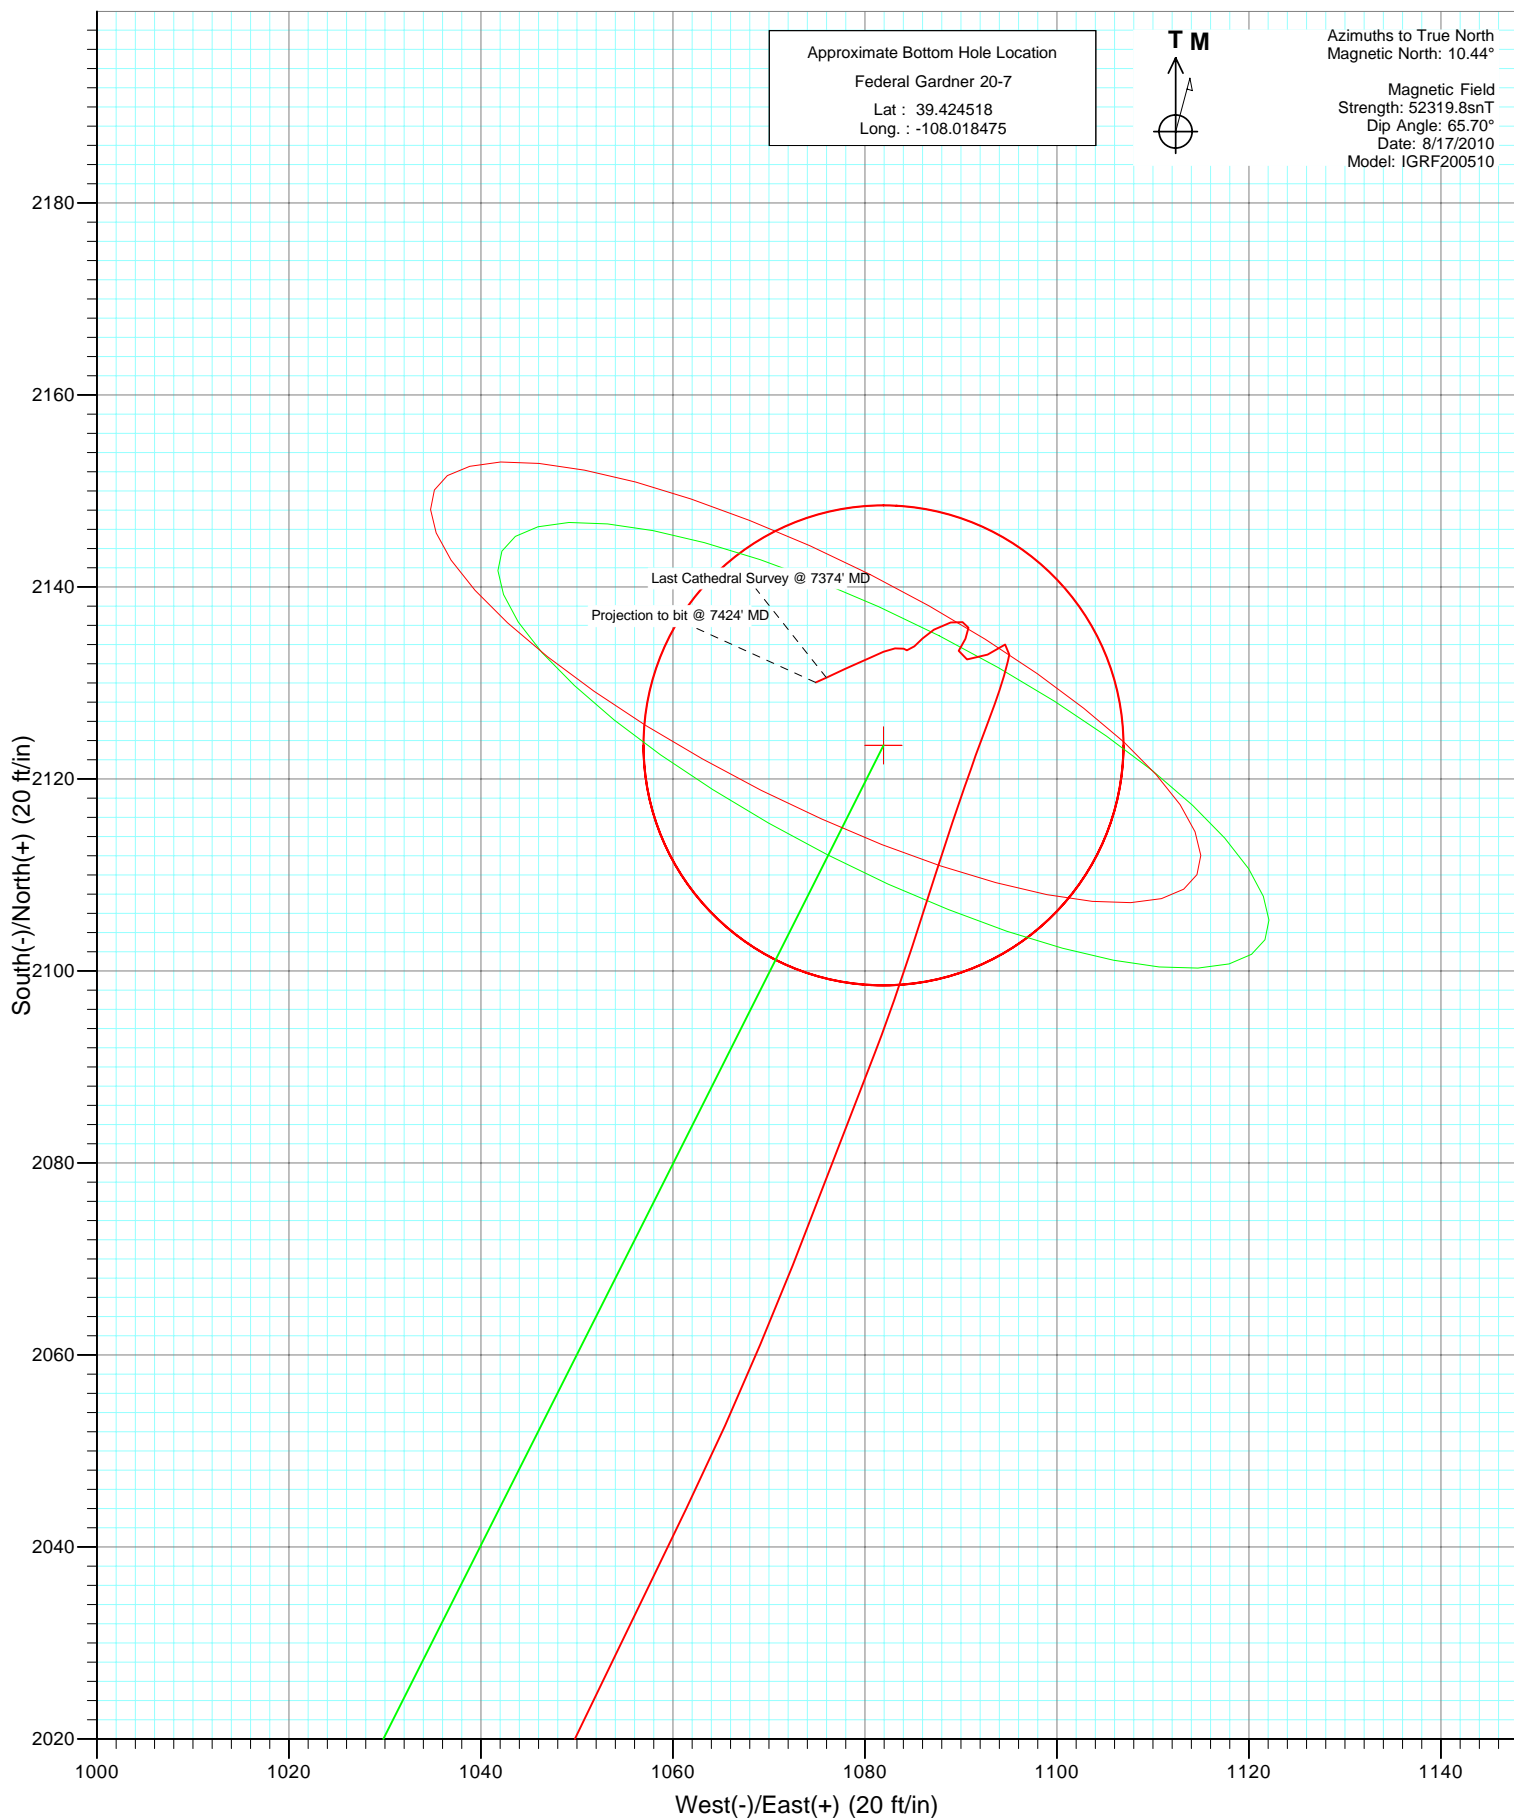 Approximate Bottom Hole Location
Federal Gardner 20-7
Lat : 39.424518
Long. : -108.018475
T M
Azimuths to True North
Magnetic North: 10.44°
Magnetic Field
Strength: 52319.8snT
Dip Angle: 65.70°
Date: 8/17/2010
Model: IGRF200510
2180
2160
2140
2120
2100
2080
2060
2040
2020
South(-)/North(+) (20 ft/in)
Last Cathedral Survey @ 7374' MD
Projection to bit @ 7424' MD
1000
1020
1040
1060
1080
1100
1120
1140
West(-)/East(+) (20 ft/in)